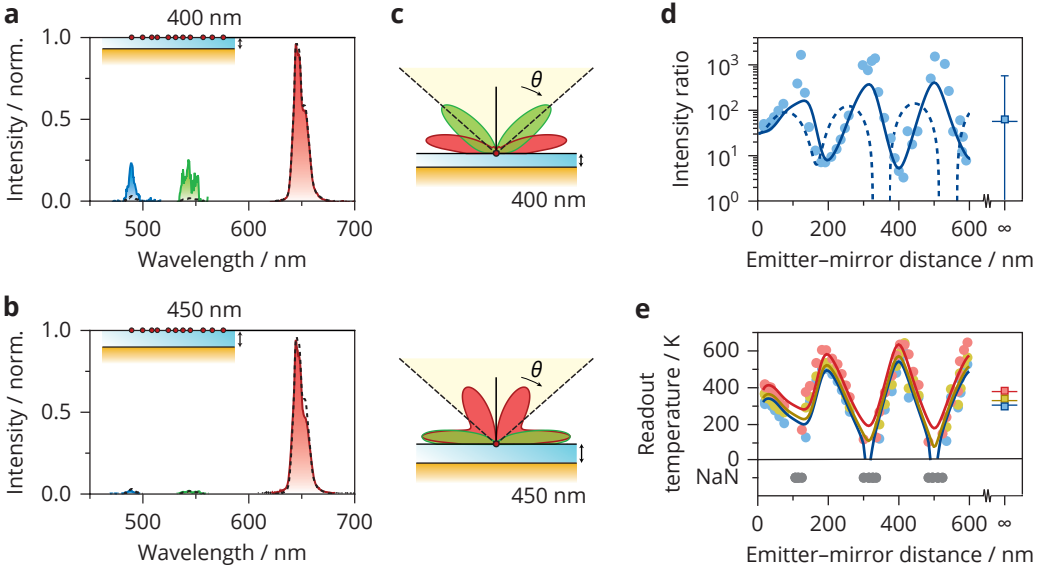 a
400 nm
Intensity / norm.
1.0
0.5
0.0
500
600
700
Wavelength / nm
b
450 nm
Intensity / norm.
1.0
0.5
0.0
500
600
700
Wavelength / nm
c
θ
400 nm
θ
450 nm
d
Intensity ratio
10³
10²
10¹
10⁰
0
200
400
600
∞
Emitter–mirror distance / nm
e
Readout
temperature / K
600
400
200
0
NaN
0
200
400
600
∞
Emitter–mirror distance / nm